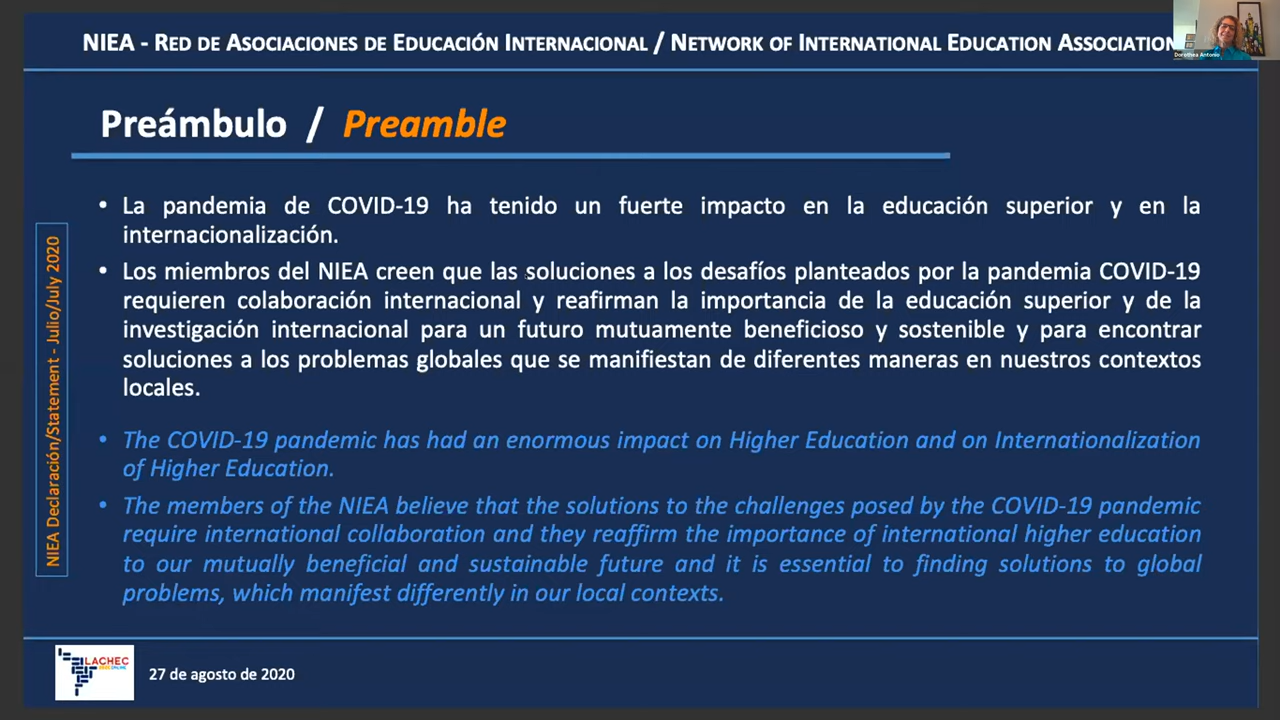 NIEA - RED DE ASOCIACIONES DE EDUCACIÓN INTERNACIONAL / NETWORK OF INTERNATIONAL EDUCATION ASSOCIATION
Dorothea Antonio
Preámbulo / Preamble
• La pandemia de COVID-19 ha tenido un fuerte impacto en la educación superior y en la
internacionalización.
• Los miembros del NIEA creen que las soluciones a los desafíos planteados por la pandemia COVID-19
requieren colaboración internacional y reafirman la importancia de la educación superior y de la
investigación internacional para un futuro mutuamente beneficioso y sostenible y para encontrar
soluciones a los problemas globales que se manifiestan de diferentes maneras en nuestros contextos
locales.
• The COVID-19 pandemic has had an enormous impact on Higher Education and on Internationalization
of Higher Education.
• The members of the NIEA believe that the solutions to the challenges posed by the COVID-19 pandemic
require international collaboration and they reaffirm the importance of international higher education
to our mutually beneficial and sustainable future and it is essential to finding solutions to global
problems, which manifest differently in our local contexts.
NIEA Declaración/Statement - Julio/July 2020
LACHEC
27 de agosto de 2020